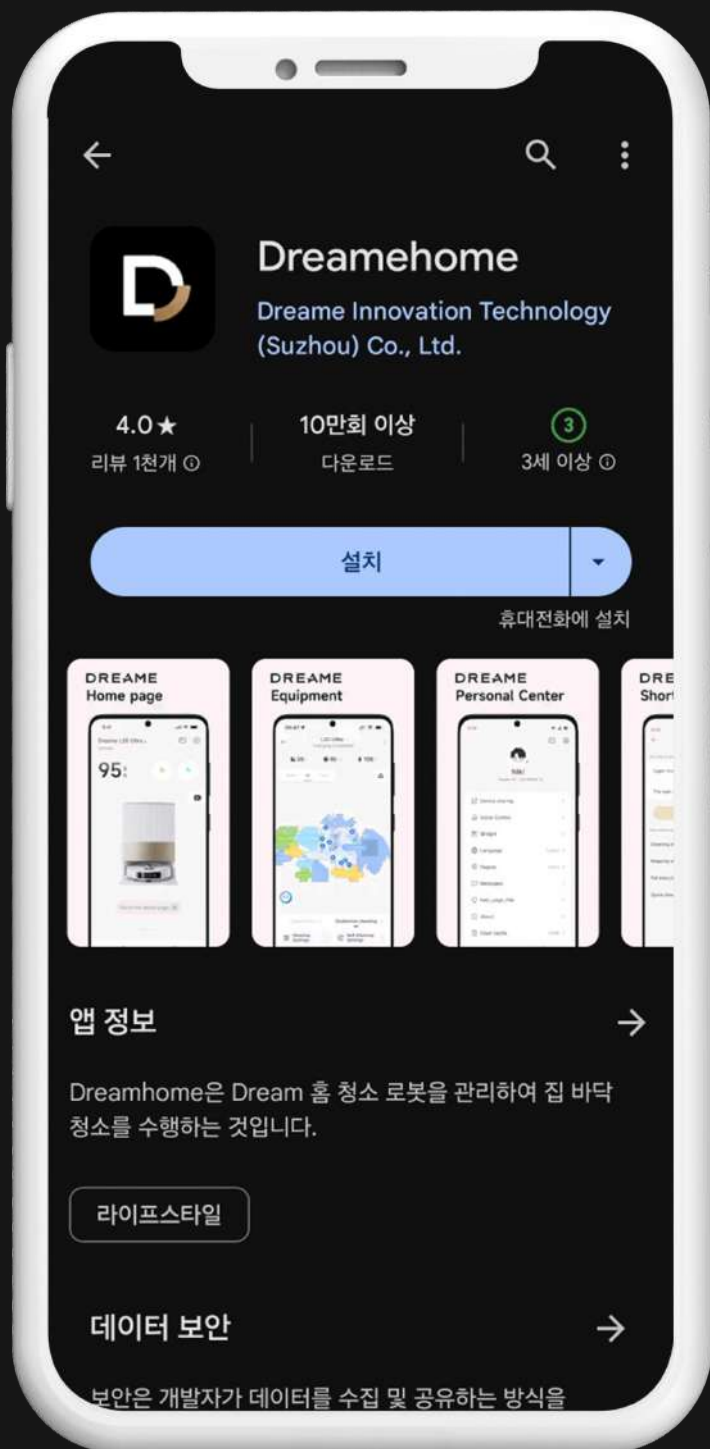 Dreamehome
Dreame Innovation Technology
(Suzhou) Co., Ltd.
4.0★
리뷰 1천개
10만회 이상
다운로드
3
3세 이상
설치
휴대전화에 설치
DREAME
Home page
95
DREAME
Equipment
DREAME
Personal Center
DRE
Short
앱 정보
Dreamhome은 Dream 홈 청소 로봇을 관리하여 집 바닥
청소를 수행하는 것입니다.
라이프스타일
데이터 보안
보안은 개발자가 데이터를 수집 및 공유하는 방식을